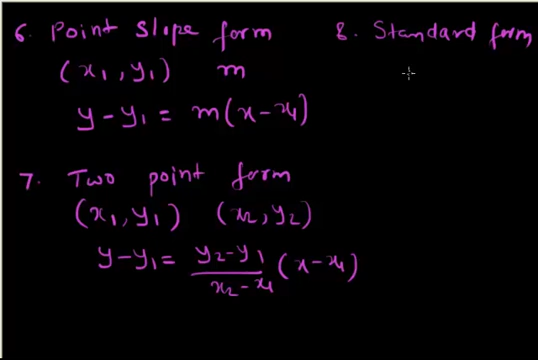 6. Point Slope form
(x₁, y₁) m
y - y₁ = m(x - x₁)
7. Two point form
(x₁, y₁) (x₂, y₂)
y - y₁ = \frac{y₂ - y₁}{x₂ - x₁} (x - x₁)
8. Standard form